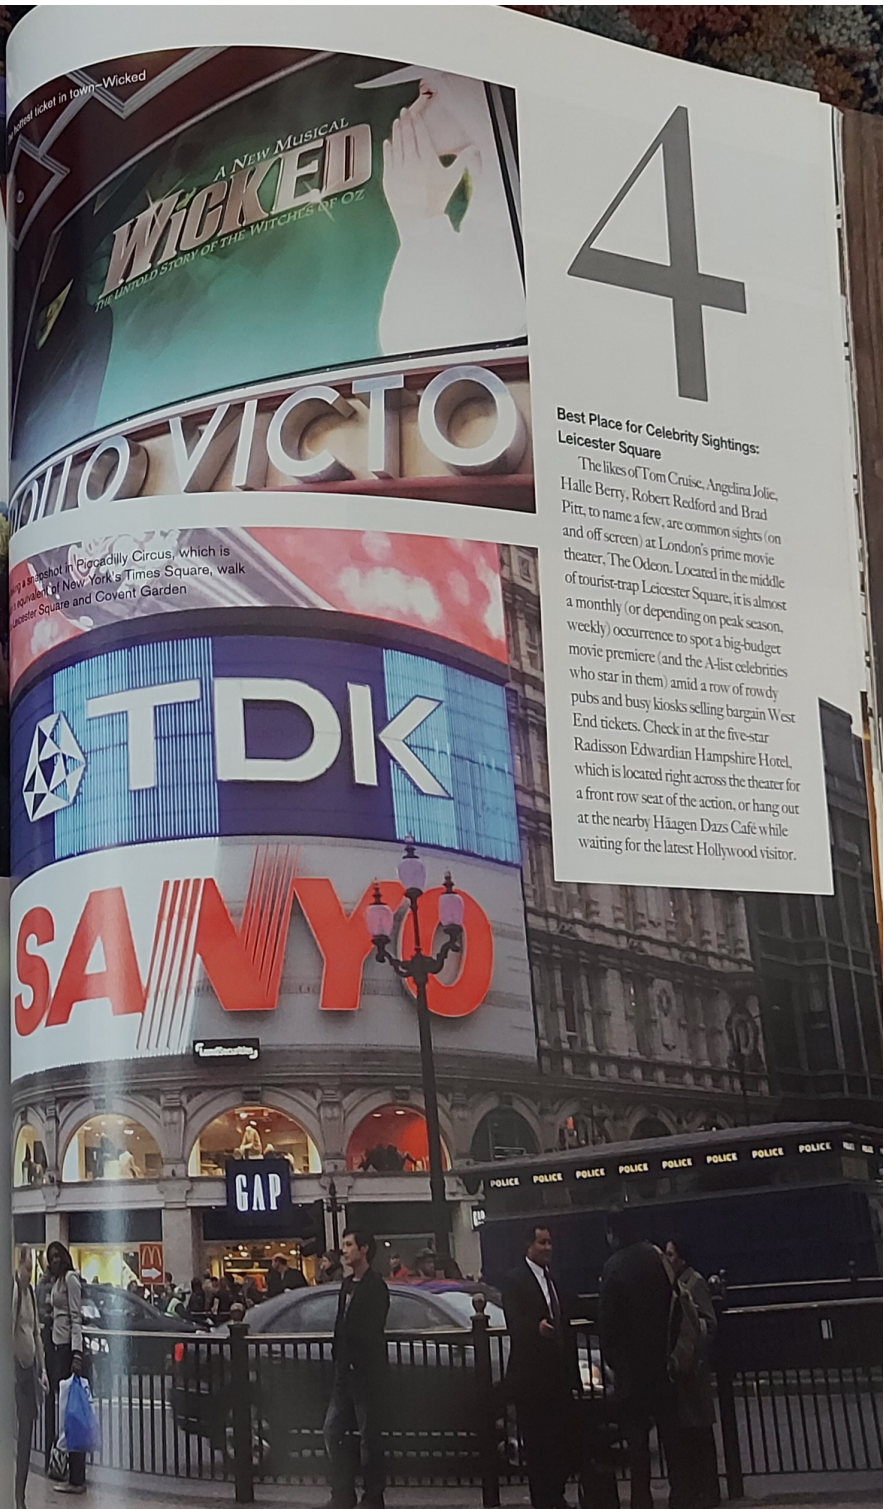 hottest ticket in town–Wicked
A NEW MUSICAL
WICKED
THE UNTOLD STORY OF THE WITCHES OF OZ
OLLO VICTO
4
Best Place for Celebrity Sightings:
Leicester Square
The likes of Tom Cruise, Angelina Jolie,
Halle Berry, Robert Redford and Brad
Pitt, to name a few, are common sights (on
and off screen) at London's prime movie
theater, The Odeon. Located in the middle
of tourist-trap Leicester Square, it is almost
a monthly (or depending on peak season,
weekly) occurrence to spot a big-budget
movie premiere (and the A-list celebrities
who star in them) amid a row of rowdy
pubs and busy kiosks selling bargain West
End tickets. Check in at the five-star
Radisson Edwardian Hampshire Hotel,
which is located right across the theater for
a front row seat of the action, or hang out
at the nearby Häagen Dazs Café while
waiting for the latest Hollywood visitor.
a snapshot in Piccadilly Circus, which is
equivalent of New York's Times Square, walk
Leicester Square and Covent Garden
TDK
SANYO
GAP
POLICE POLICE POLICE POLICE POLICE POLICE POLICE POLICE